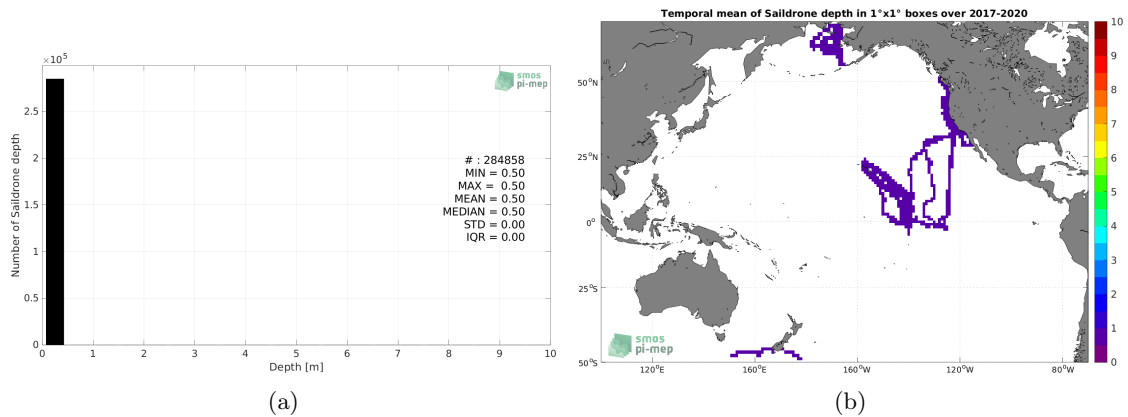 ×10⁵
2.5
2
1.5
1
0.5
0
Number of Saildrone depth
0 1 2 3 4 5 6 7 8 9 10
Depth [m]
smos
pi-mep
# : 284858
MIN = 0.50
MAX = 0.50
MEAN = 0.50
MEDIAN = 0.50
STD = 0.00
IQR = 0.00
(a)
Temporal mean of Saildrone depth in 1°x1° boxes over 2017-2020
50°N
25°N
0°
25°S
50°S
120°W 160°W 160°W 120°W 80°W
smos
pi-mep
10
9
8
7
6
5
4
3
2
1
0
(b)